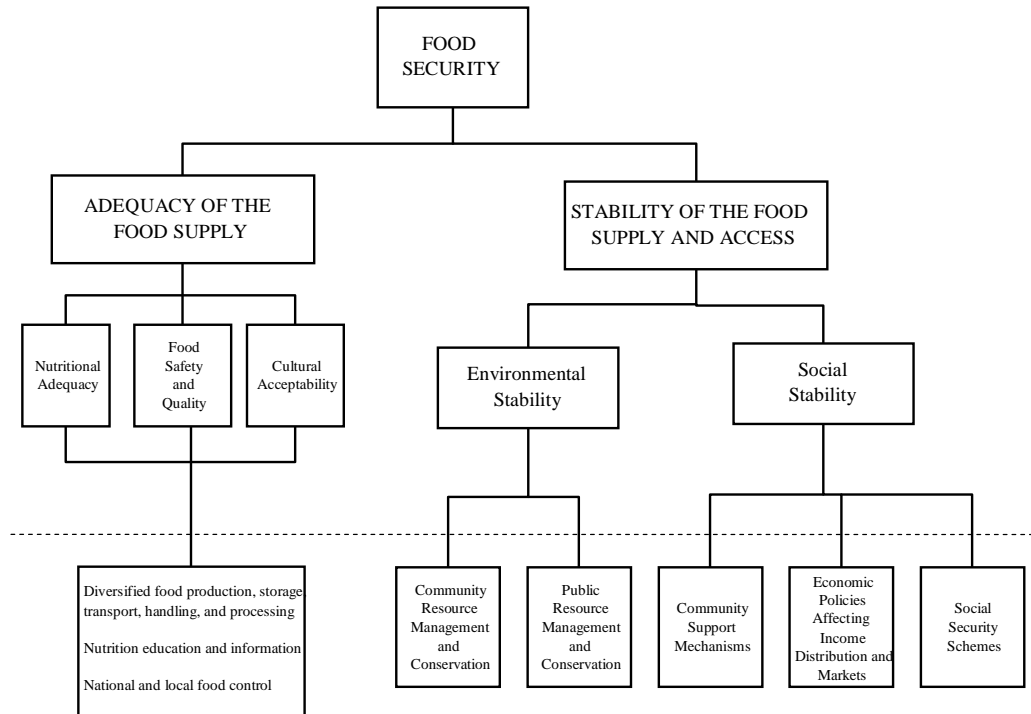 FOOD
SECURITY
ADEQUACY OF THE
FOOD SUPPLY
STABILITY OF THE FOOD
SUPPLY AND ACCESS
Nutritional
Adequacy
Food
Safety
and
Quality
Cultural
Acceptability
Environmental
Stability
Social
Stability
Diversified food production, storage,
transport, handling, and processing
Nutrition education and information
National and local food control
Community
Resource
Management
and
Conservation
Public
Resource
Management
and
Conservation
Community
Support
Mechanisms
Economic
Policies
Affecting
Income
Distribution and
Markets
Social
Security
Schemes